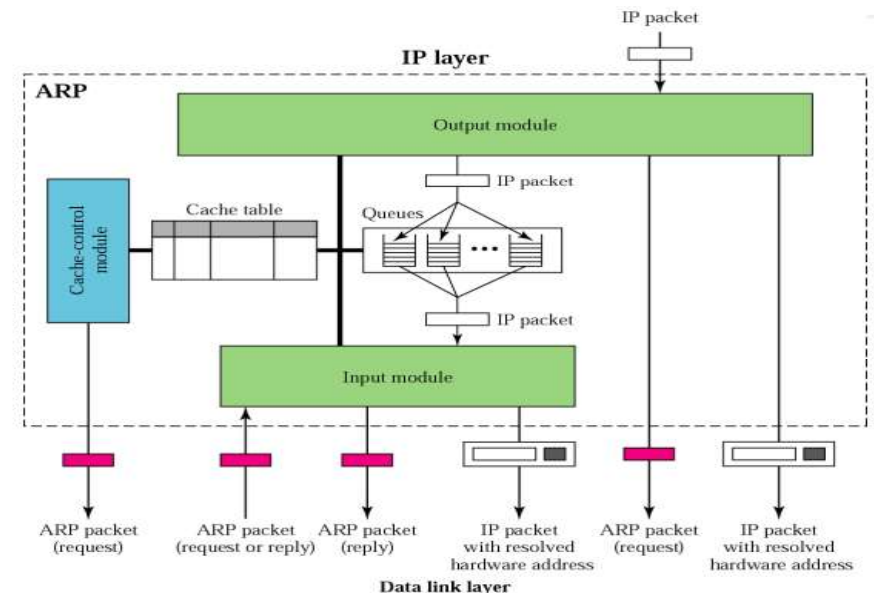 IP packet
IP layer
ARP
Output module
IP packet
Cache table
Queues
Cache-control
module
IP packet
Input module
ARP packet
(request)
ARP packet
(request or reply)
ARP packet
(reply)
IP packet
with resolved
hardware address
ARP packet
(request)
IP packet
with resolved
hardware address
Data link layer